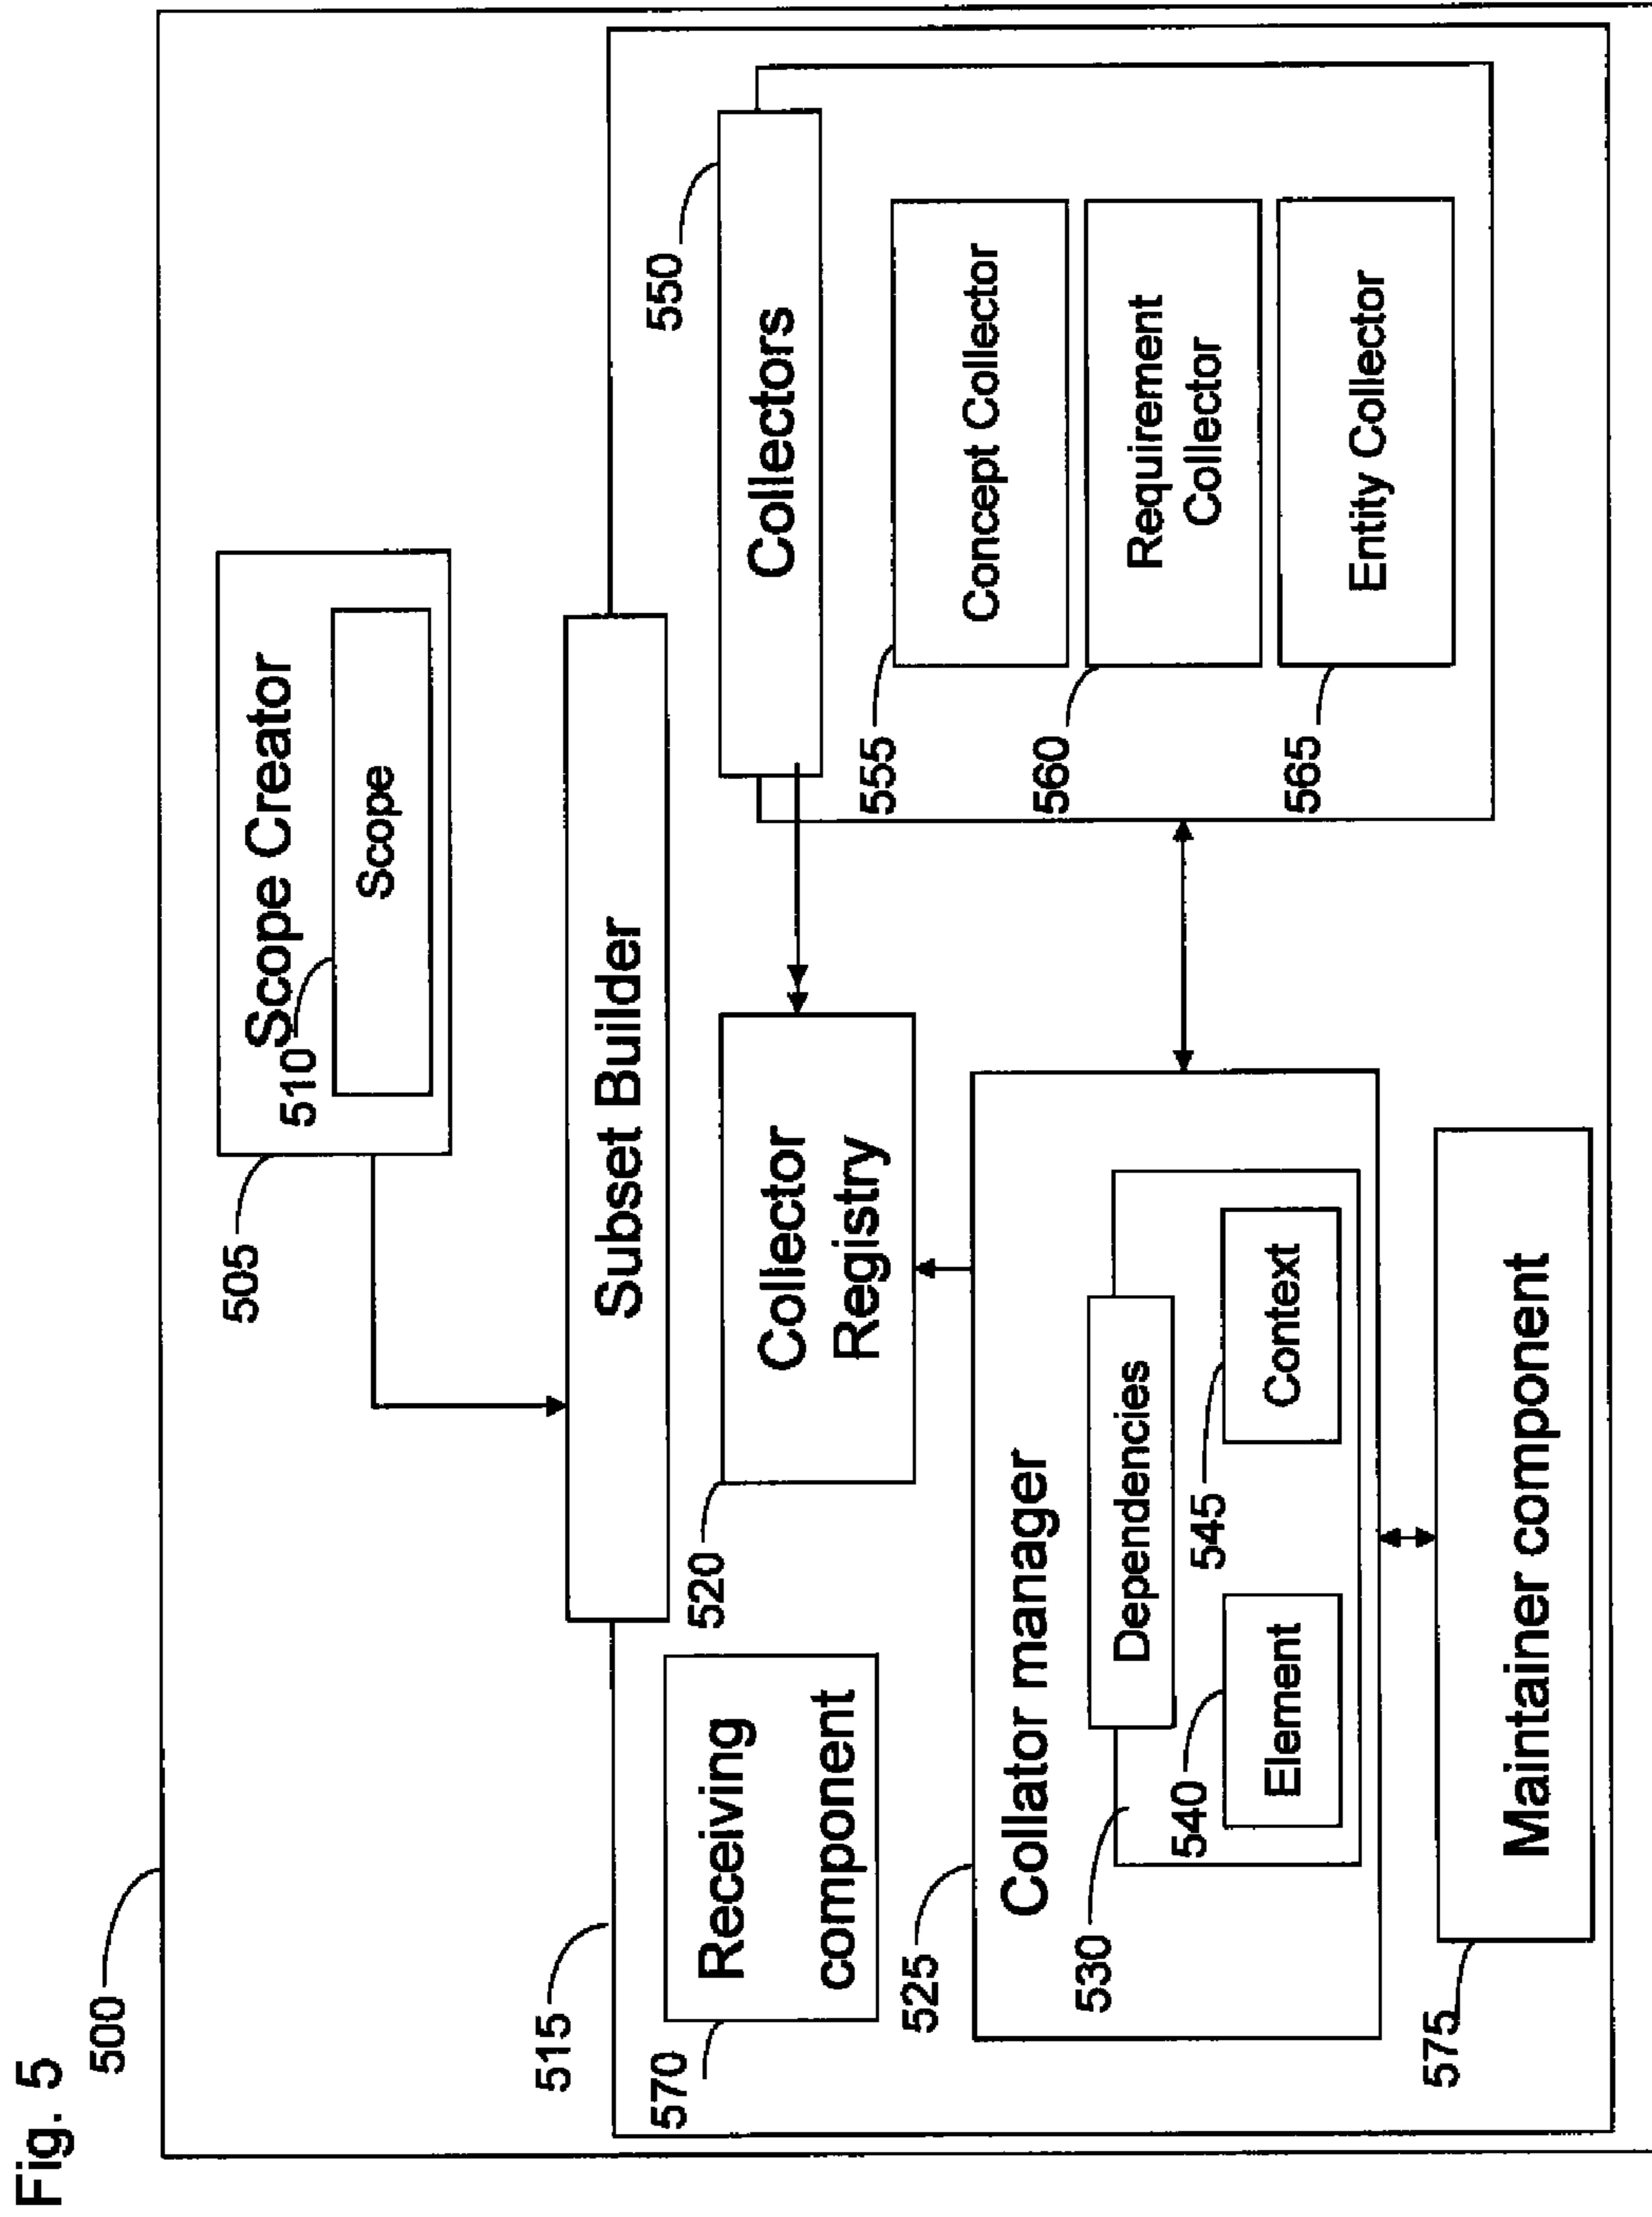 Fig. 5
500
505
Scope Creator
510
Scope
515
Subset Builder
570
Receiving
component
520
Collector
Registry
550
Collectors
555
Concept Collector
560
Requirement
Collector
565
Entity Collector
525
Collator manager
530
Dependencies
540
Element
545
Context
575
Maintainer component